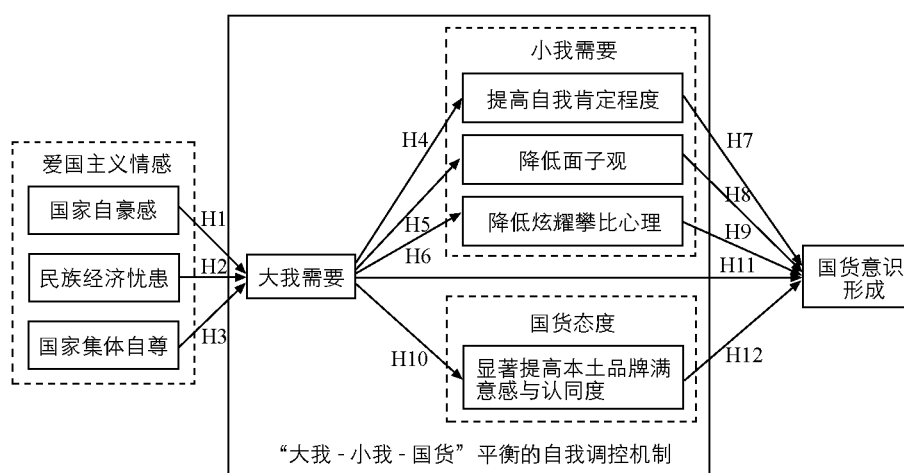 小我需要
提高自我肯定程度
H4
H7
爱国主义情感
降低面子观
国家自豪感
H1
H5
H8
降低炫耀攀比心理
H6
H9
民族经济忧患
H2
大我需要
H11
国货意识
形成
国家集体自尊
H3
国货态度
H10
显著提高本土品牌满
意感与认同度
H12
“大我 - 小我 - 国货”平衡的自我调控机制